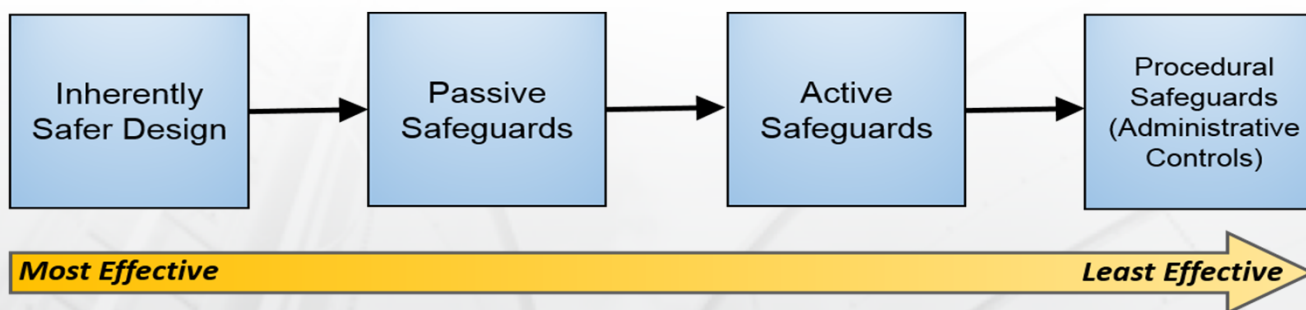 Inherently
Safer Design
Passive
Safeguards
Active
Safeguards
Procedural
Safeguards
(Administrative
Controls)
Most Effective
Least Effective